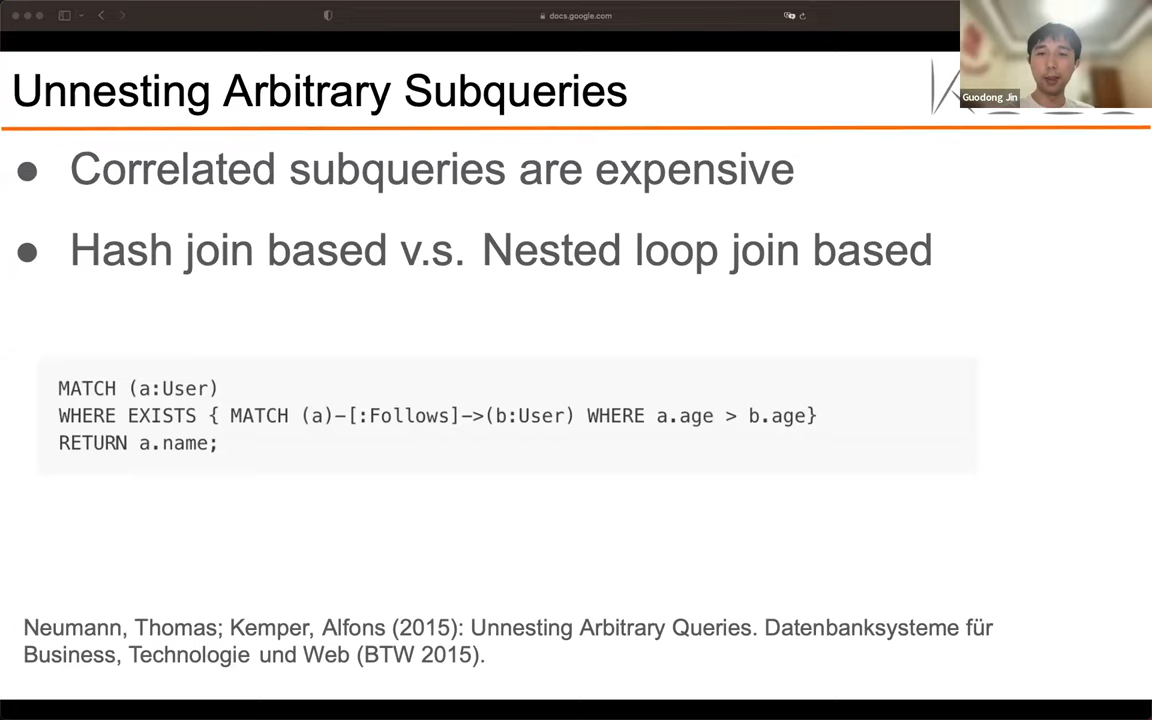 docs.google.com
Unnesting Arbitrary Subqueries
Guodong Jin
● Correlated subqueries are expensive
● Hash join based v.s. Nested loop join based
MATCH (a:User)
WHERE EXISTS { MATCH (a)-[:Follows]->(b:User) WHERE a.age > b.age}
RETURN a.name;
Neumann, Thomas; Kemper, Alfons (2015): Unnesting Arbitrary Queries. Datenbanksysteme für
Business, Technologie und Web (BTW 2015).